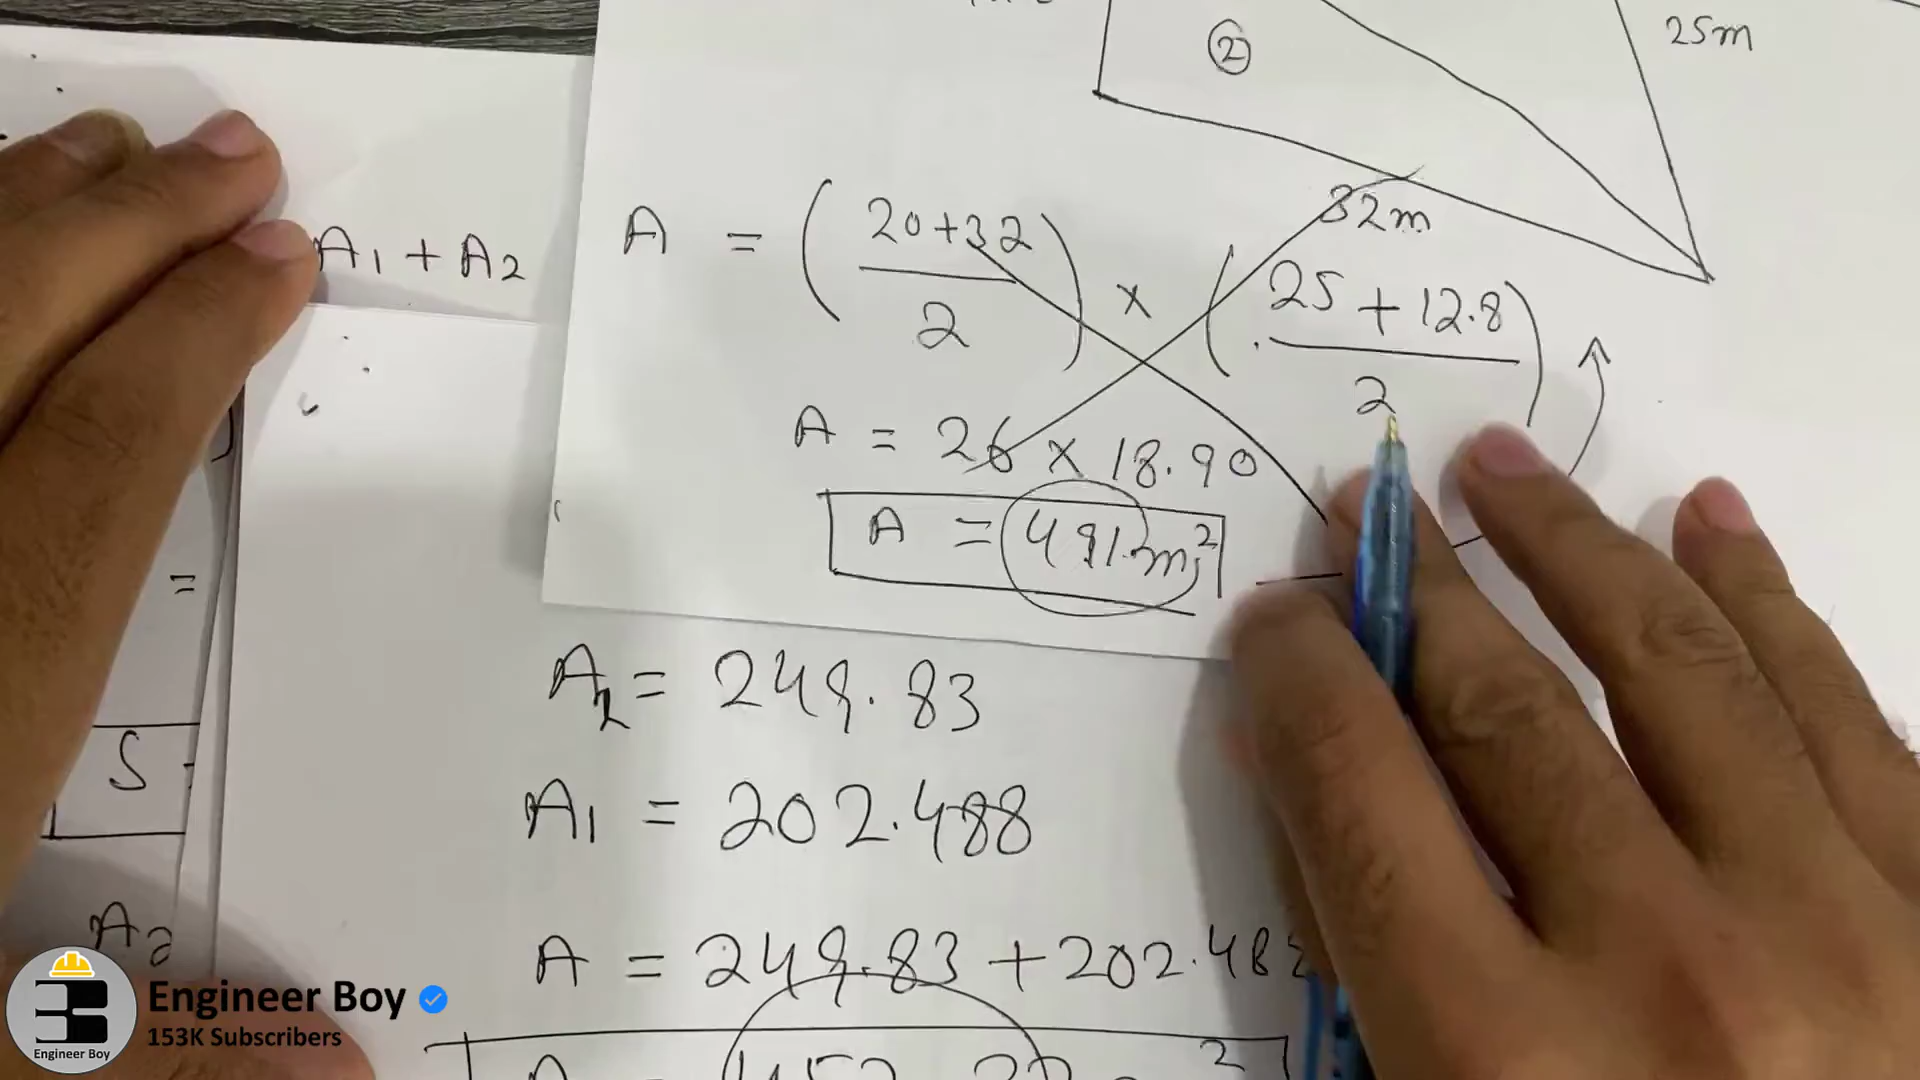 25m
②
32m
A = (20+32 / 2) × (25 + 12.8 / 2)
A1 + A2
A = 26 × 18.90
A = 491.m²
=
A2 = 249.83
S
A1 = 202.488
A2
A = 249.83 + 202.48
Engineer Boy
153K Subscribers
Engineer Boy